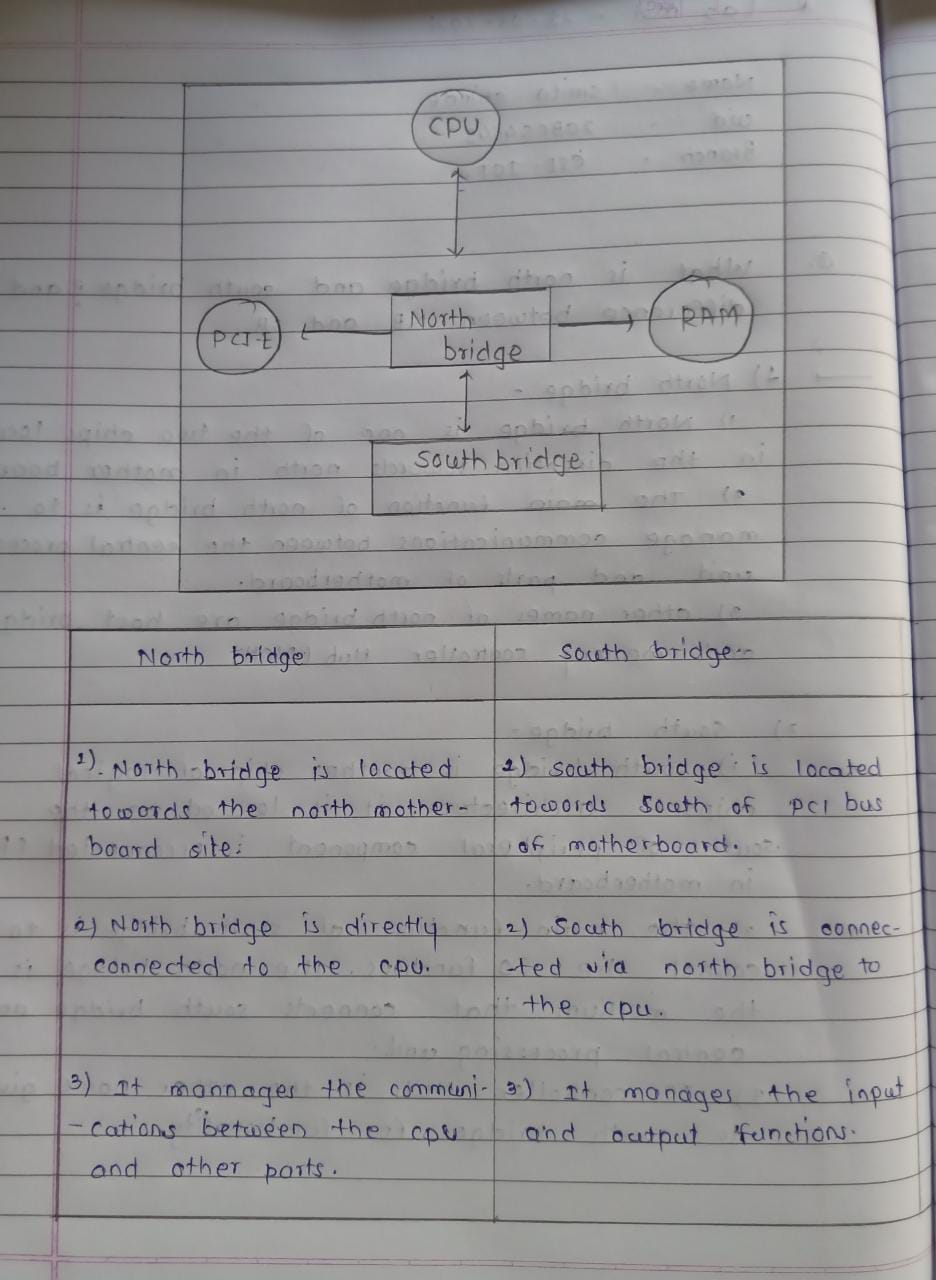 CPU
PCI-E
North
bridge
RAM
South bridge
North bridge
South bridge
1). North-bridge is located
towords the north mother-
board site.
1) south bridge is located
towords south of PCI bus
of motherboard.
2) North bridge is directly
connected to the cpu.
2) South bridge is connec-
-ted via north-bridge to
the cpu.
3) It mannages the communi-
-cations between the cpu
and other parts.
3) It manages the input
and output functions.